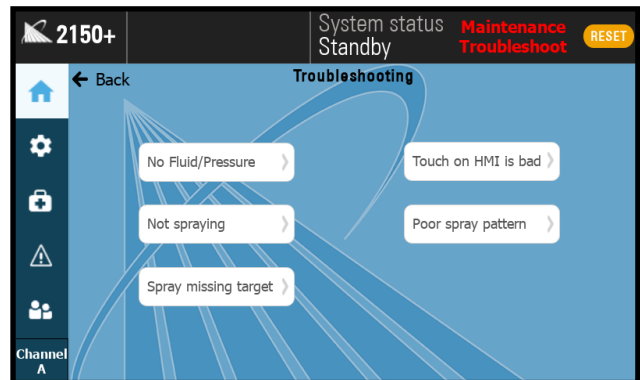 2150+
System status
Standby
Maintenance
Troubleshoot
RESET
Back
Troubleshooting
No Fluid/Pressure
Touch on HMI is bad
Not spraying
Poor spray pattern
Spray missing target
Channel
A